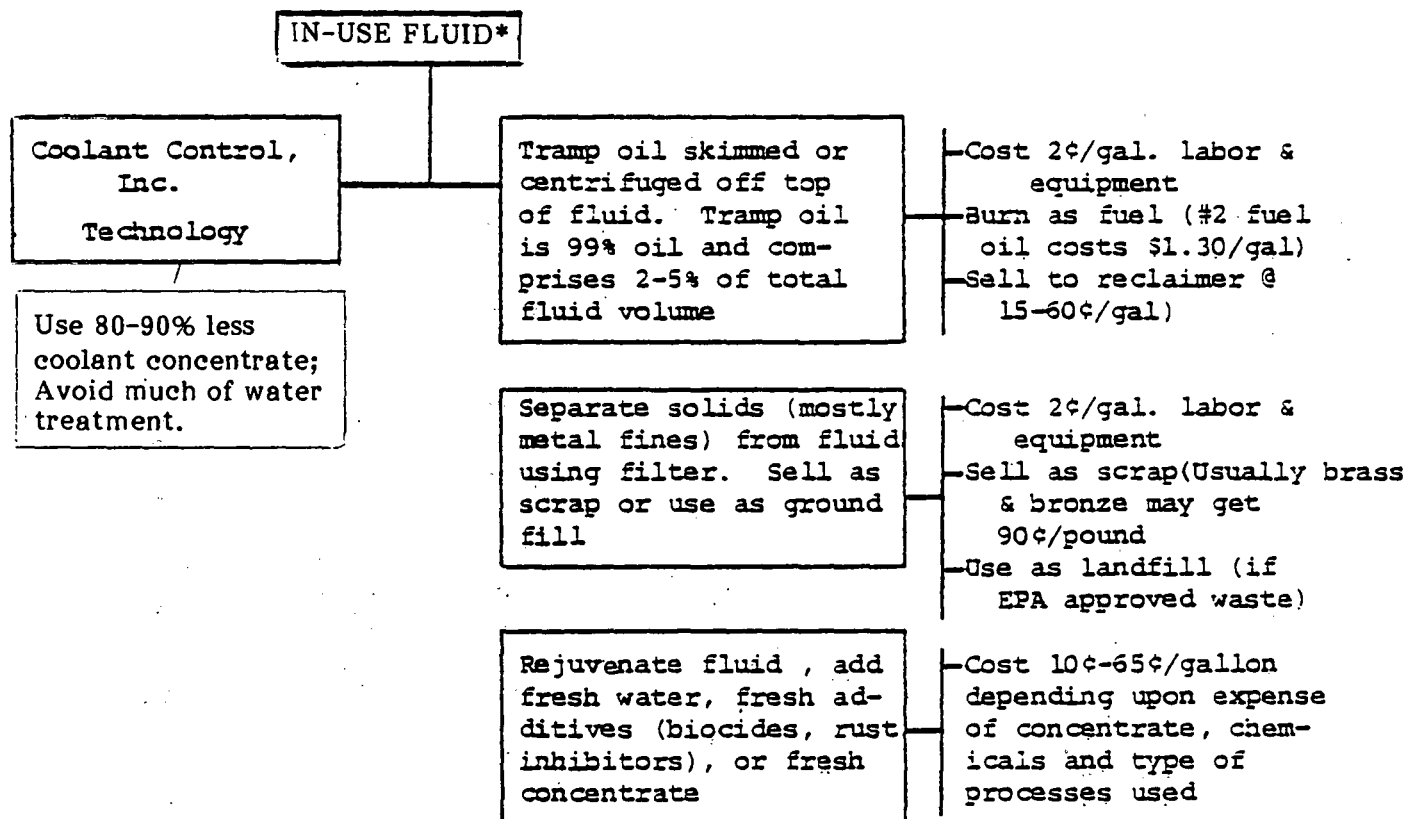 IN-USE FLUID*
Coolant Control,
Inc.
Technology
Use 80-90% less
coolant concentrate;
Avoid much of water
treatment.
Tramp oil skimmed or
centrifuged off top
of fluid. Tramp oil
is 99% oil and com-
prises 2-5% of total
fluid volume
Cost 2¢/gal. labor &
equipment
Burn as fuel (#2 fuel
oil costs $1.30/gal)
Sell to reclaimer @
15-60¢/gal)
Separate solids (mostly
metal fines) from fluid
using filter. Sell as
scrap or use as ground
fill
Cost 2¢/gal. labor &
equipment
Sell as scrap(Usually brass
& bronze may get
90¢/pound
Use as landfill (if
EPA approved waste)
Rejuvenate fluid , add
fresh water, fresh ad-
ditives (biocides, rust
inhibitors), or fresh
concentrate
Cost 10¢-65¢/gallon
depending upon expense
of concentrate, chem-
icals and type of
processes used